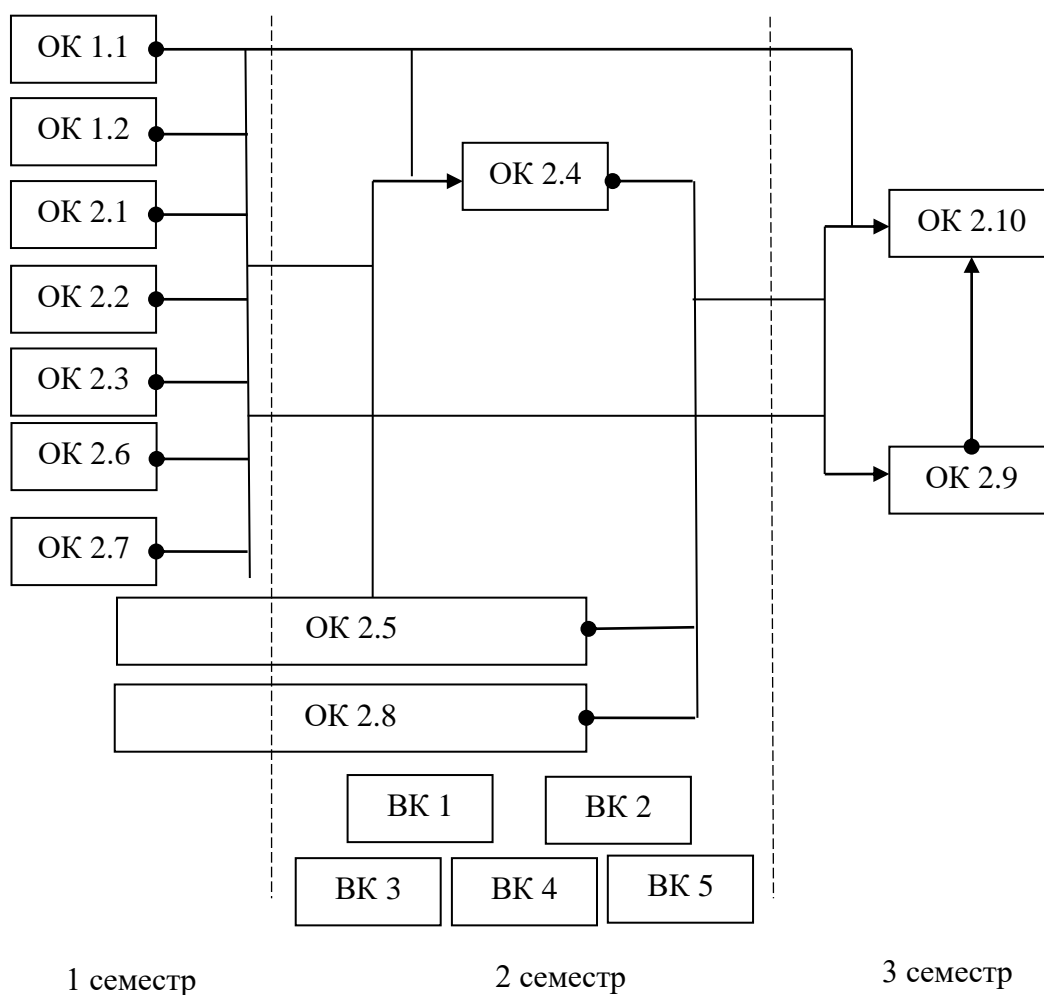 ОК 1.1
ОК 1.2
ОК 2.4
ОК 2.1
ОК 2.10
ОК 2.2
ОК 2.3
ОК 2.6
ОК 2.9
ОК 2.7
ОК 2.5
ОК 2.8
ВК 1
ВК 2
ВК 3
ВК 4
ВК 5
1 семестр
2 семестр
3 семестр